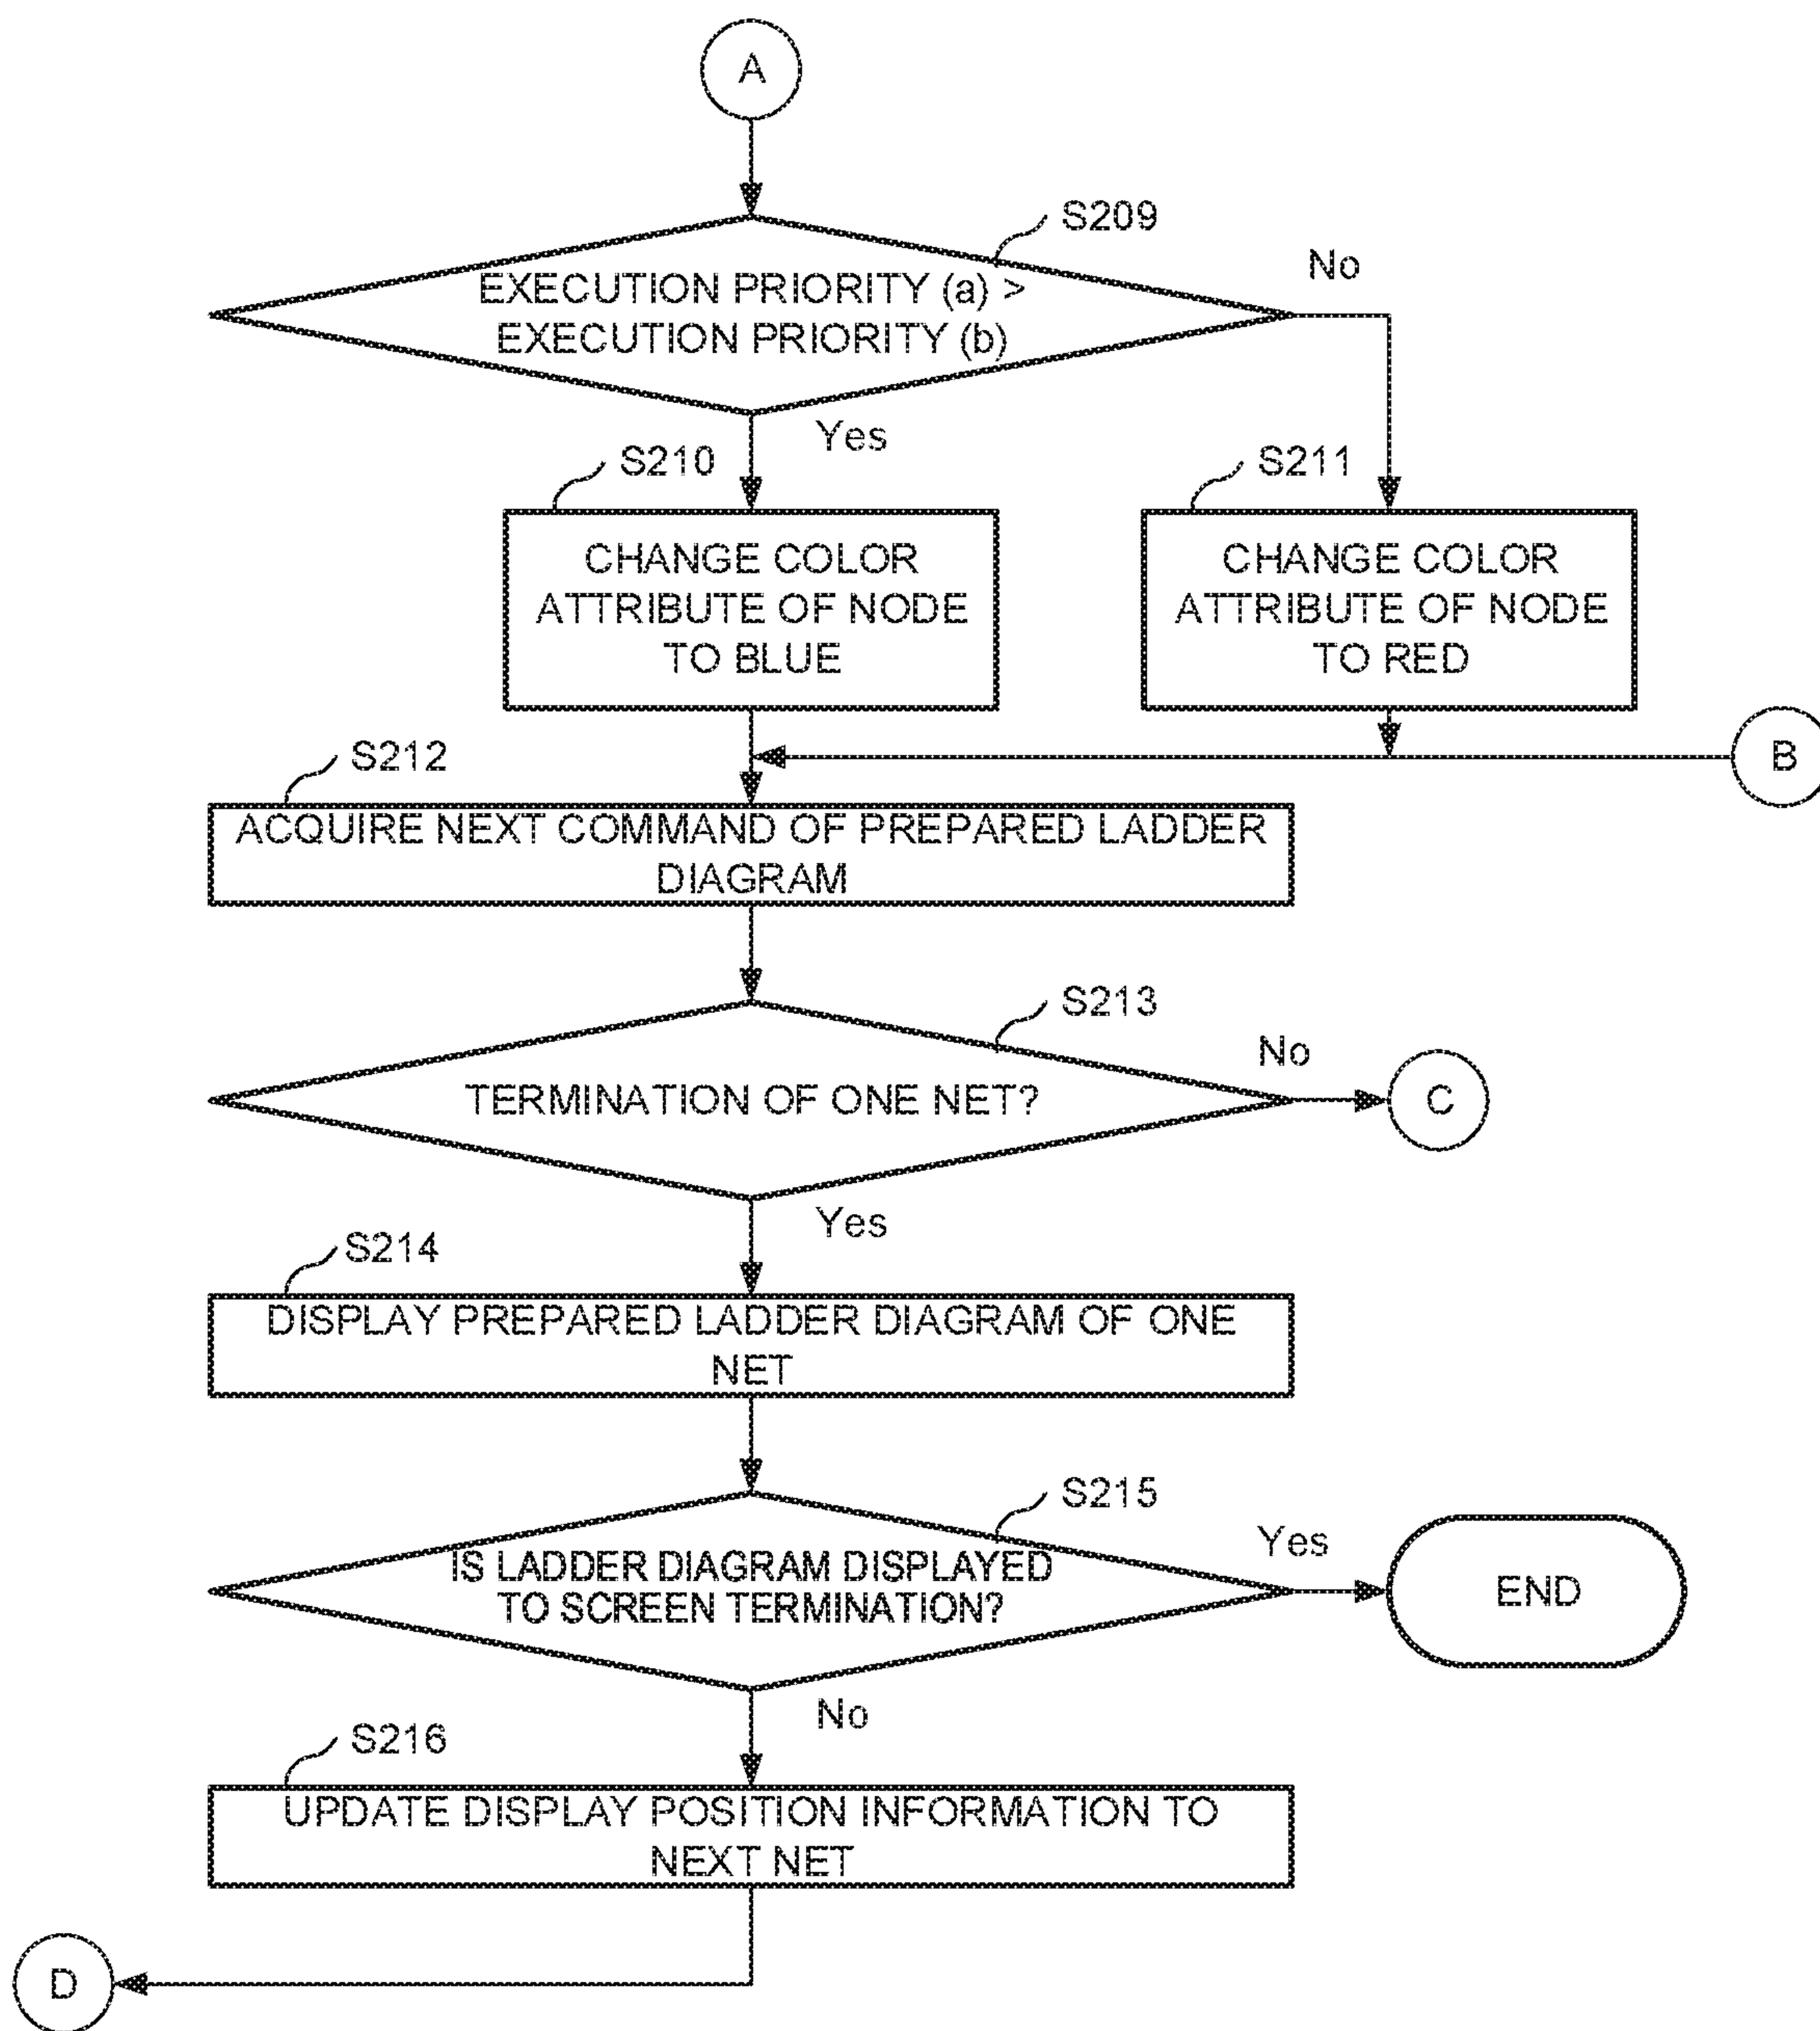 A
S209
No
EXECUTION PRIORITY (a) >
EXECUTION PRIORITY (b)
Yes
S210
S211
CHANGE COLOR
ATTRIBUTE OF NODE
TO BLUE
CHANGE COLOR
ATTRIBUTE OF NODE
TO RED
B
S212
ACQUIRE NEXT COMMAND OF PREPARED LADDER
DIAGRAM
S213
No
TERMINATION OF ONE NET?
C
Yes
S214
DISPLAY PREPARED LADDER DIAGRAM OF ONE
NET
S215
Yes
IS LADDER DIAGRAM DISPLAYED
TO SCREEN TERMINATION?
END
No
S216
UPDATE DISPLAY POSITION INFORMATION TO
NEXT NET
D